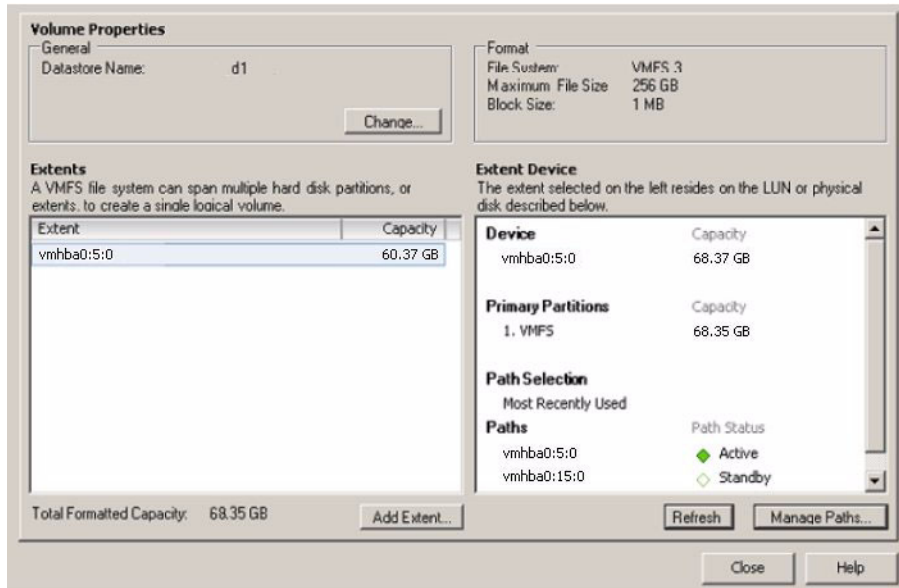 Volume Properties
General
Datastore Name: d1
Change...
Format
File System: VMFS 3
Maximum File Size 256 GB
Block Size: 1 MB
Extents
A VMFS file system can span multiple hard disk partitions, or
extents, to create a single logical volume.
Extent Capacity
vmhba0:5:0 60.37 GB
Total Formatted Capacity: 68.35 GB
Add Extent...
Extent Device
The extent selected on the left resides on the LUN or physical
disk described below.
Device Capacity
vmhba0:5:0 68.37 GB
Primary Partitions Capacity
1. VMFS 68.35 GB
Path Selection
Most Recently Used
Paths Path Status
vmhba0:5:0 Active
vmhba0:15:0 Standby
Refresh Manage Paths...
Close Help